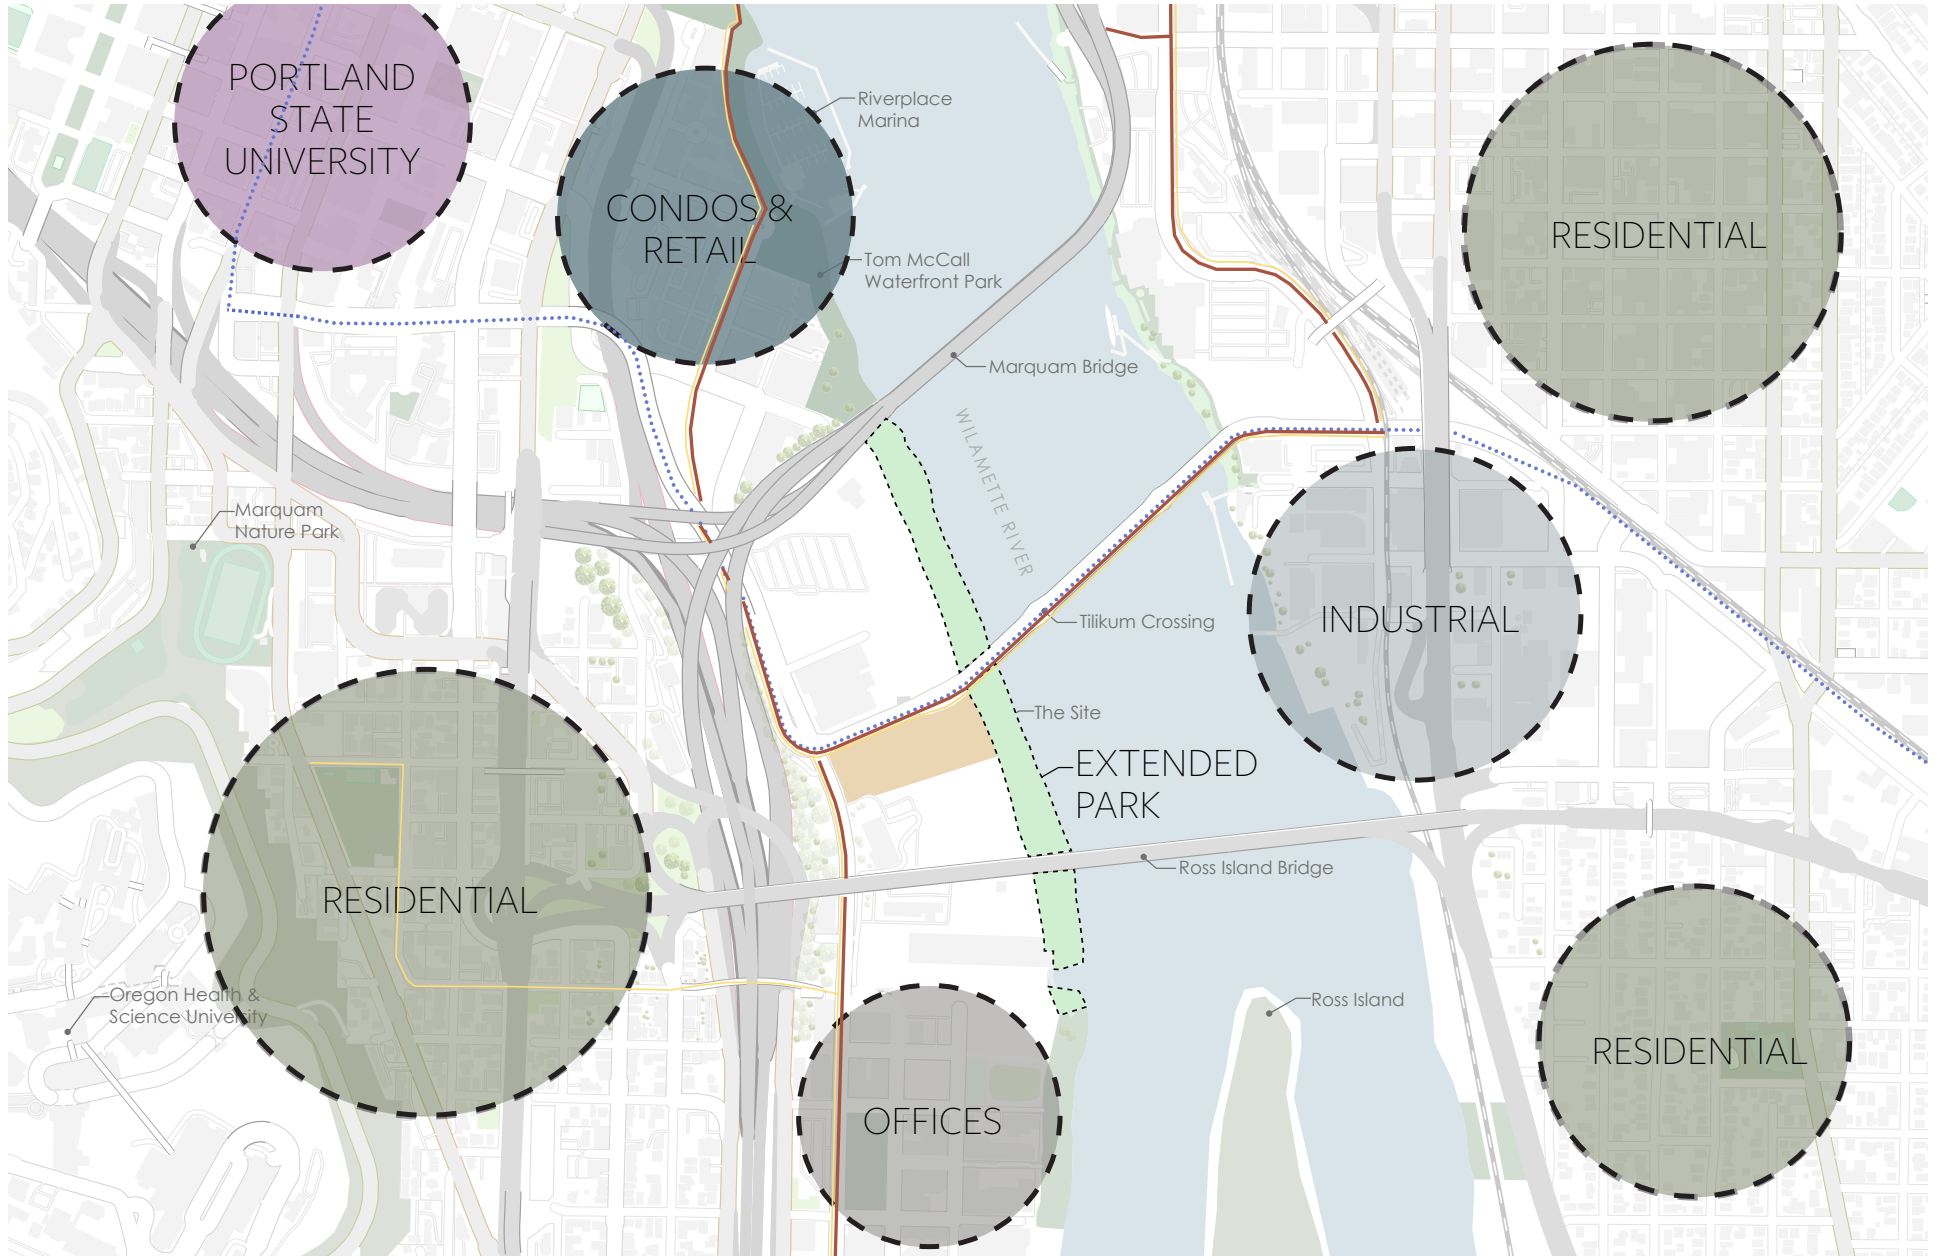 PORTLAND
STATE
UNIVERSITY
Riverplace
Marina
CONDOS &
RETAIL
RESIDENTIAL
Tom McCall
Waterfront Park
Marquam Bridge
WILAMETTE RIVER
Marquam
Nature Park
Tilikum Crossing
INDUSTRIAL
The Site
EXTENDED
PARK
Ross Island Bridge
RESIDENTIAL
Oregon Health &
Science University
Ross Island
RESIDENTIAL
OFFICES